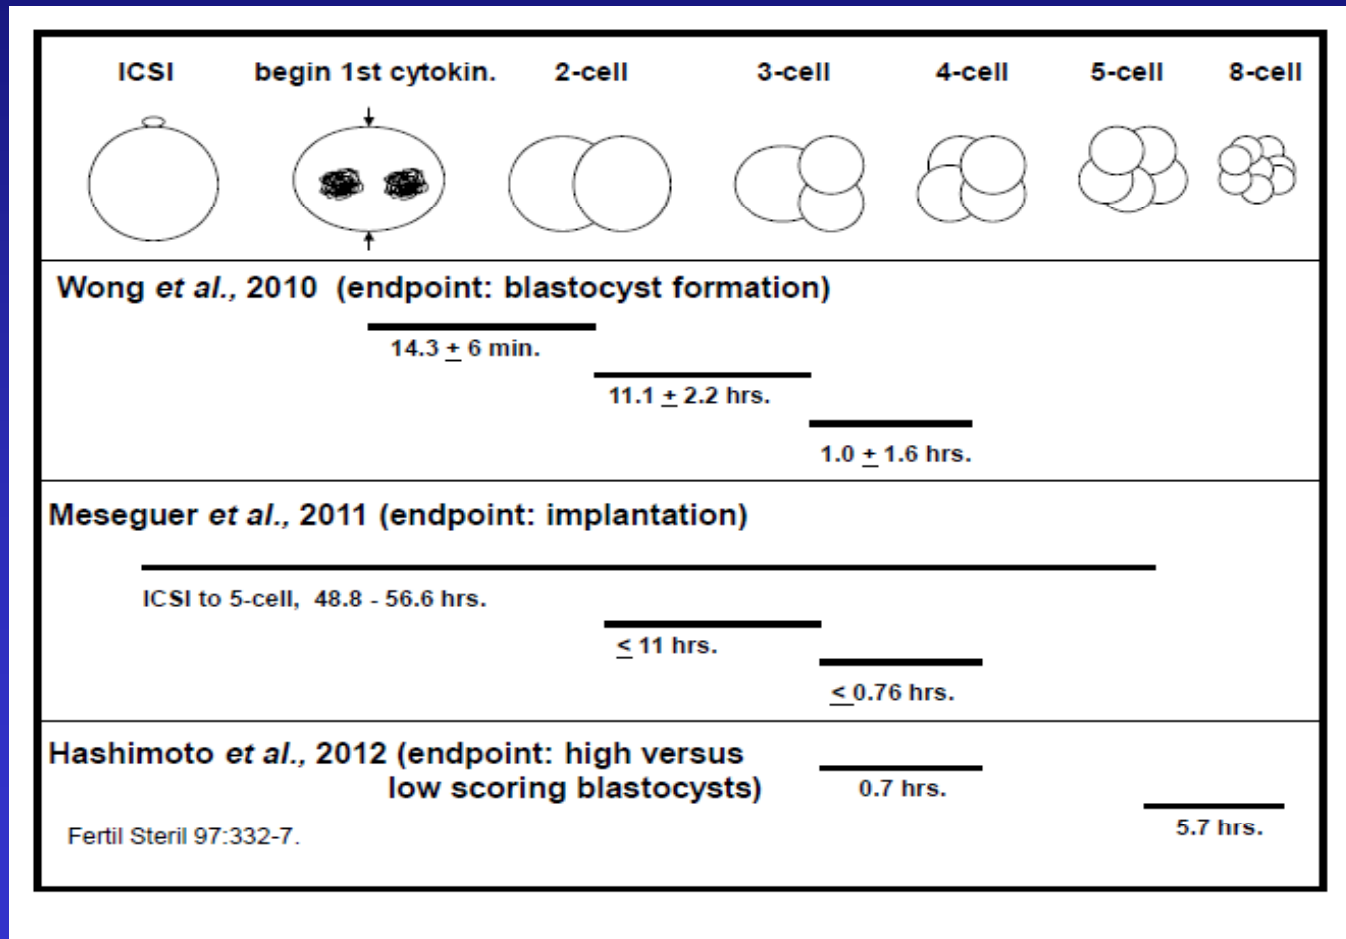 ICSI begin 1st cytokin. 2-cell 3-cell 4-cell 5-cell 8-cell
Wong et al., 2010 (endpoint: blastocyst formation)
14.3 ± 6 min.
11.1 ± 2.2 hrs.
1.0 ± 1.6 hrs.
Meseguer et al., 2011 (endpoint: implantation)
ICSI to 5-cell, 48.8 - 56.6 hrs.
≤ 11 hrs.
≤ 0.76 hrs.
Hashimoto et al., 2012 (endpoint: high versus
low scoring blastocysts)
0.7 hrs.
5.7 hrs.
Fertil Steril 97:332-7.